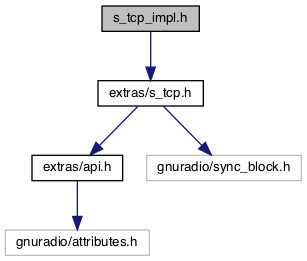 s_tcp_impl.h
extras/s_tcp.h
extras/api.h
gnuradio/sync_block.h
gnuradio/attributes.h